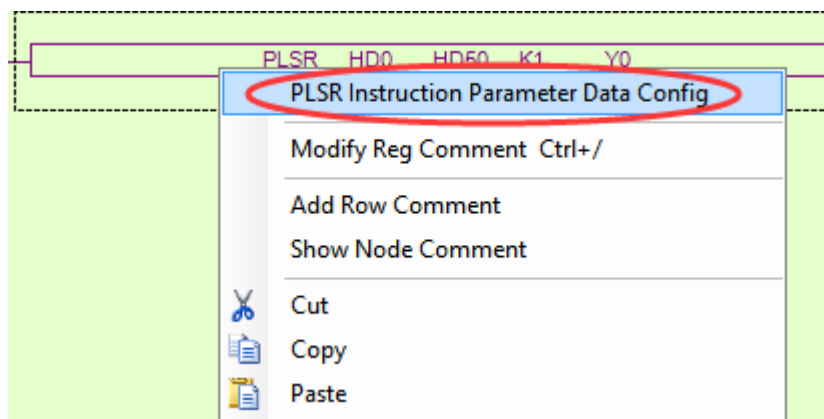 PLSR HD0 HD50 K1 Y0
PLSR Instruction Parameter Data Config
Modify Reg Comment Ctrl+/
Add Row Comment
Show Node Comment
Cut
Copy
Paste